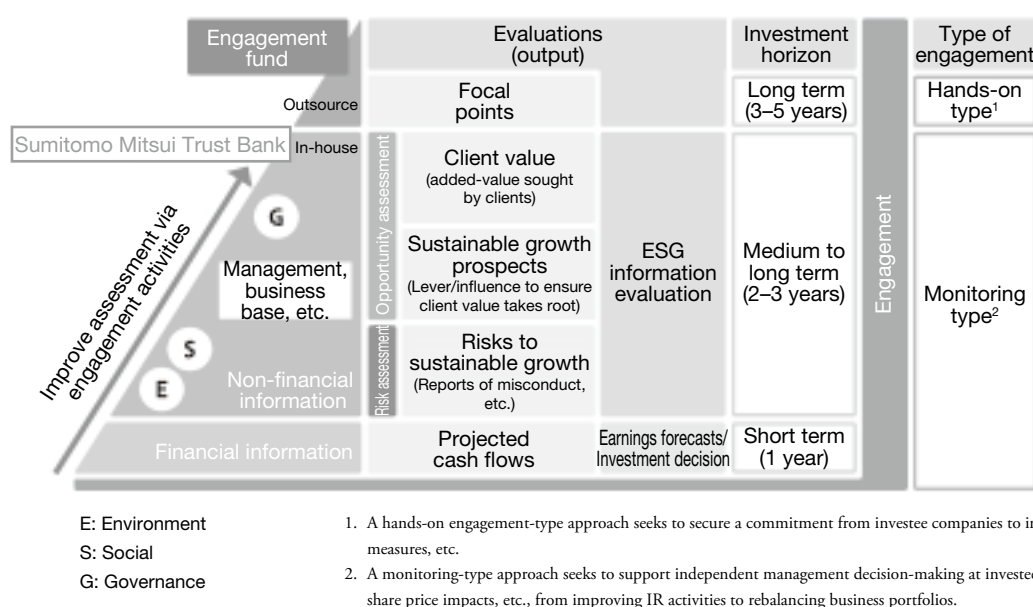 Engagement
fund
Evaluations
(output)
Investment
horizon
Type of
engagement
Outsource
Focal
points
Long term
(3–5 years)
Hands-on
type1
Sumitomo Mitsui Trust Bank
In-house
Improve assessment via
engagement activities
G
Management,
business
base, etc.
S
E
Non-financial
information
Opportunity assessment
Client value
(added-value sought
by clients)
Sustainable growth
prospects
(Lever/influence to ensure
client value takes root)
Risk assessment
Risks to
sustainable growth
(Reports of misconduct,
etc.)
ESG
information
evaluation
Medium to
long term
(2–3 years)
Engagement
Monitoring
type2
Financial information
Projected
cash flows
Earnings forecasts/
Investment decision
Short term
(1 year)
E: Environment
S: Social
G: Governance
1. A hands-on engagement-type approach seeks to secure a commitment from investee companies to
measures, etc.
2. A monitoring-type approach seeks to support independent management decision-making at
share price impacts, etc., from improving IR activities to rebalancing business portfolios.